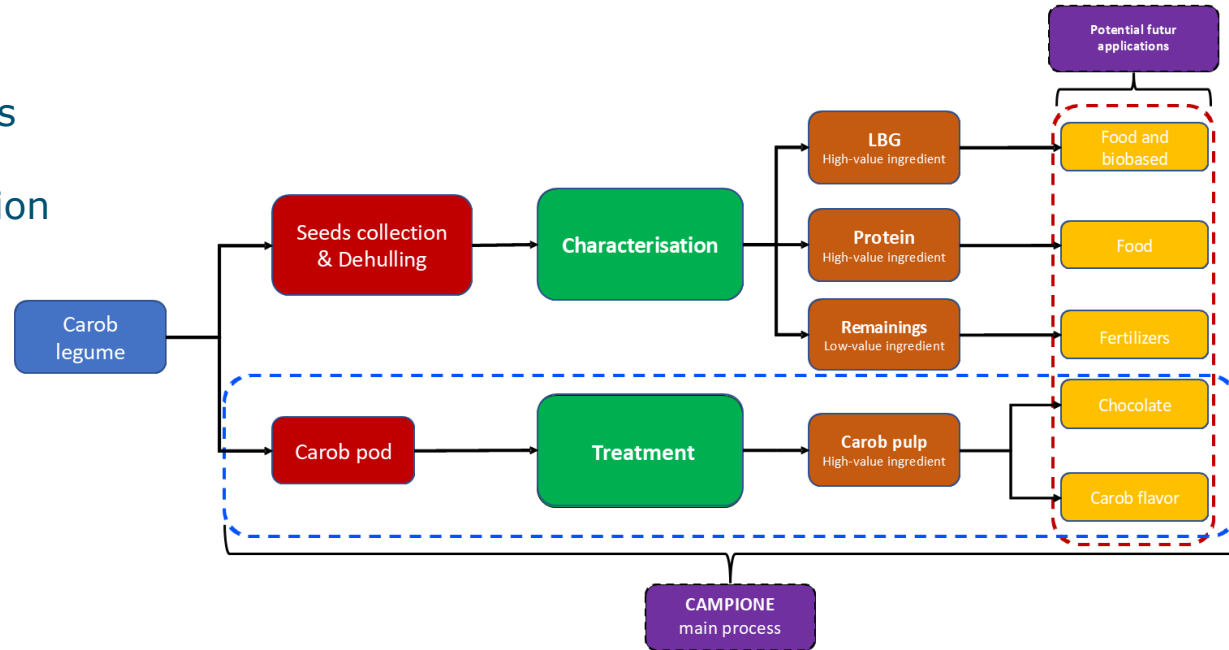 s
ion
Potential futur
applications
LBG
High-value ingredient
Food and
biobased
Seeds collection
& Dehulling
Characterisation
Protein
High-value ingredient
Food
Carob
legume
Remainings
Low-value ingredient
Fertilizers
Chocolate
Carob pod
Treatment
Carob pulp
High-value ingredient
Carob flavor
CAMPIONE
main process